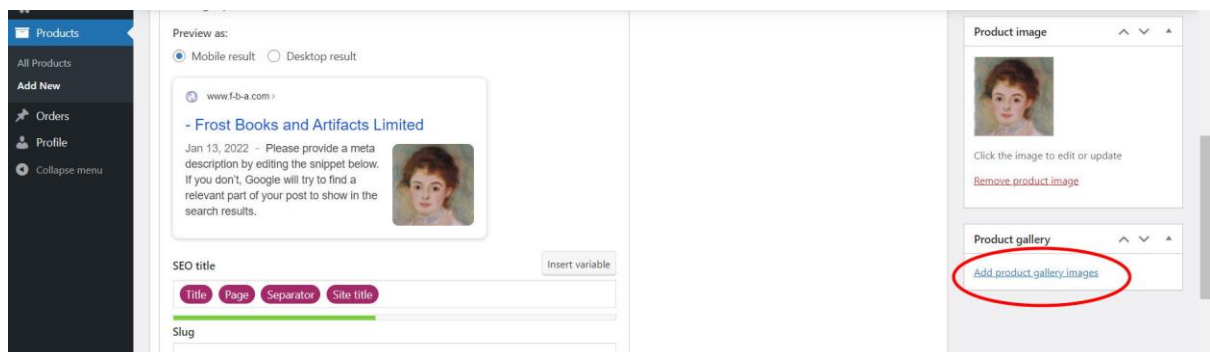 Products
All Products
Add New
Orders
Profile
Collapse menu
Preview as:
Mobile result
Desktop result
www.f-b-a.com ›
- Frost Books and Artifacts Limited
Jan 13, 2022 - Please provide a meta
description by editing the snippet below.
If you don't, Google will try to find a
relevant part of your post to show in the
search results.
SEO title
Insert variable
Title Page Separator Site title
Slug
Product image
Click the image to edit or update
Remove product image
Product gallery
Add product gallery images